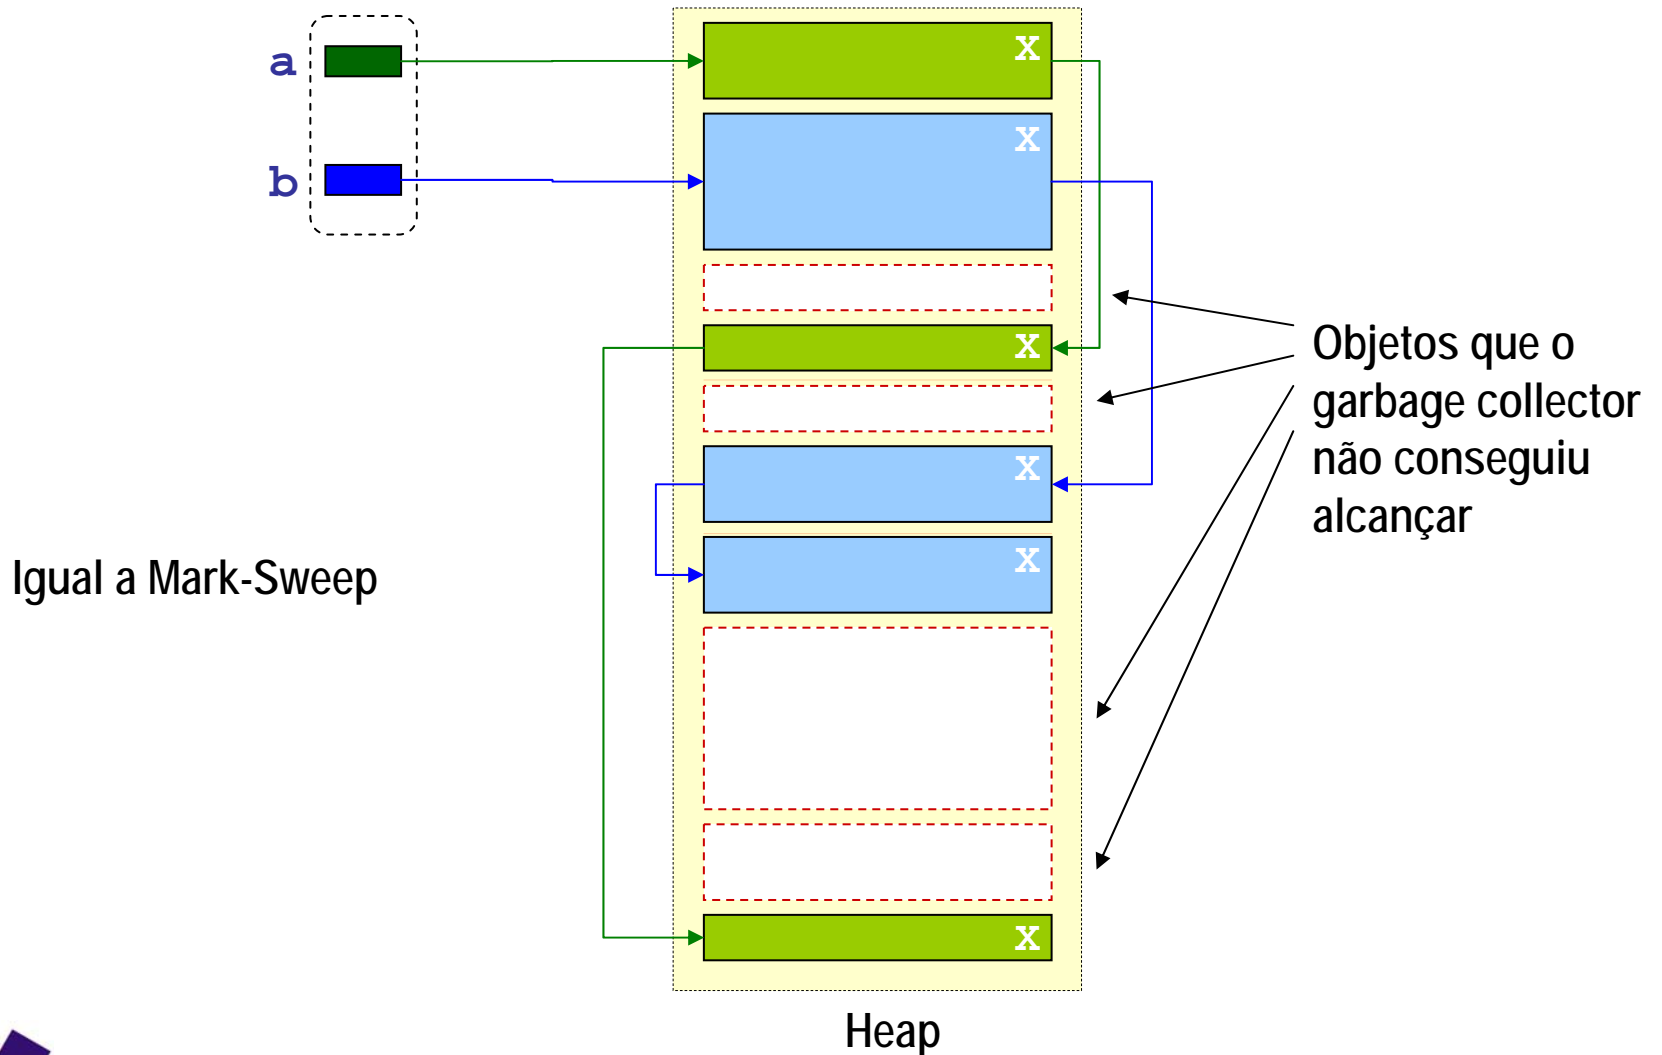 a
X
X
b
X
Objetos que o
garbage collector
não conseguiu
alcançar
X
X
Igual a Mark-Sweep
X
Heap